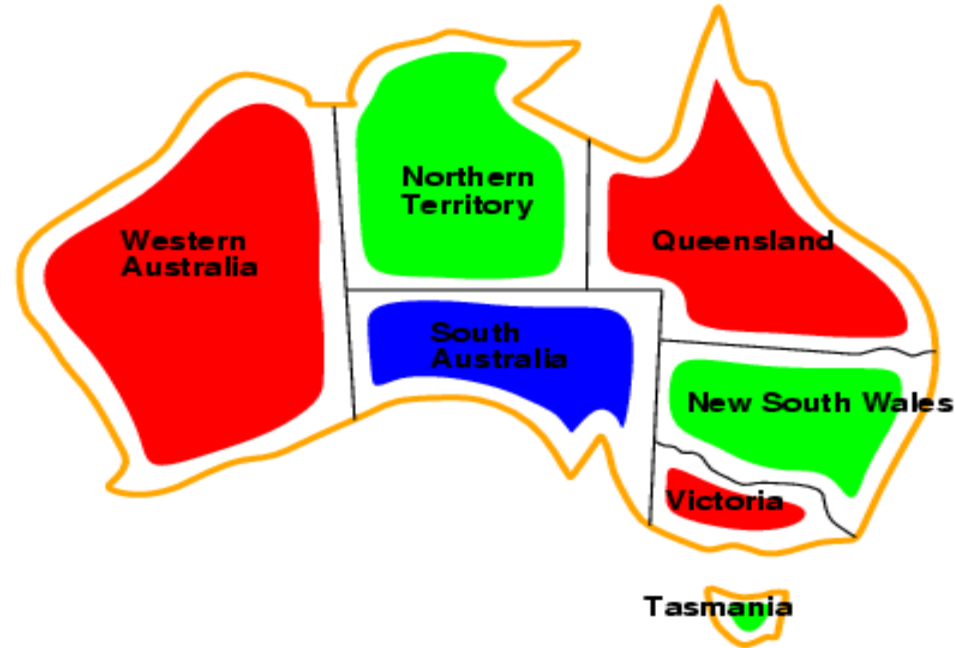 Northern
Territory
Western
Australia
Queensland
South
Australia
New South Wales
Victoria
Tasmania